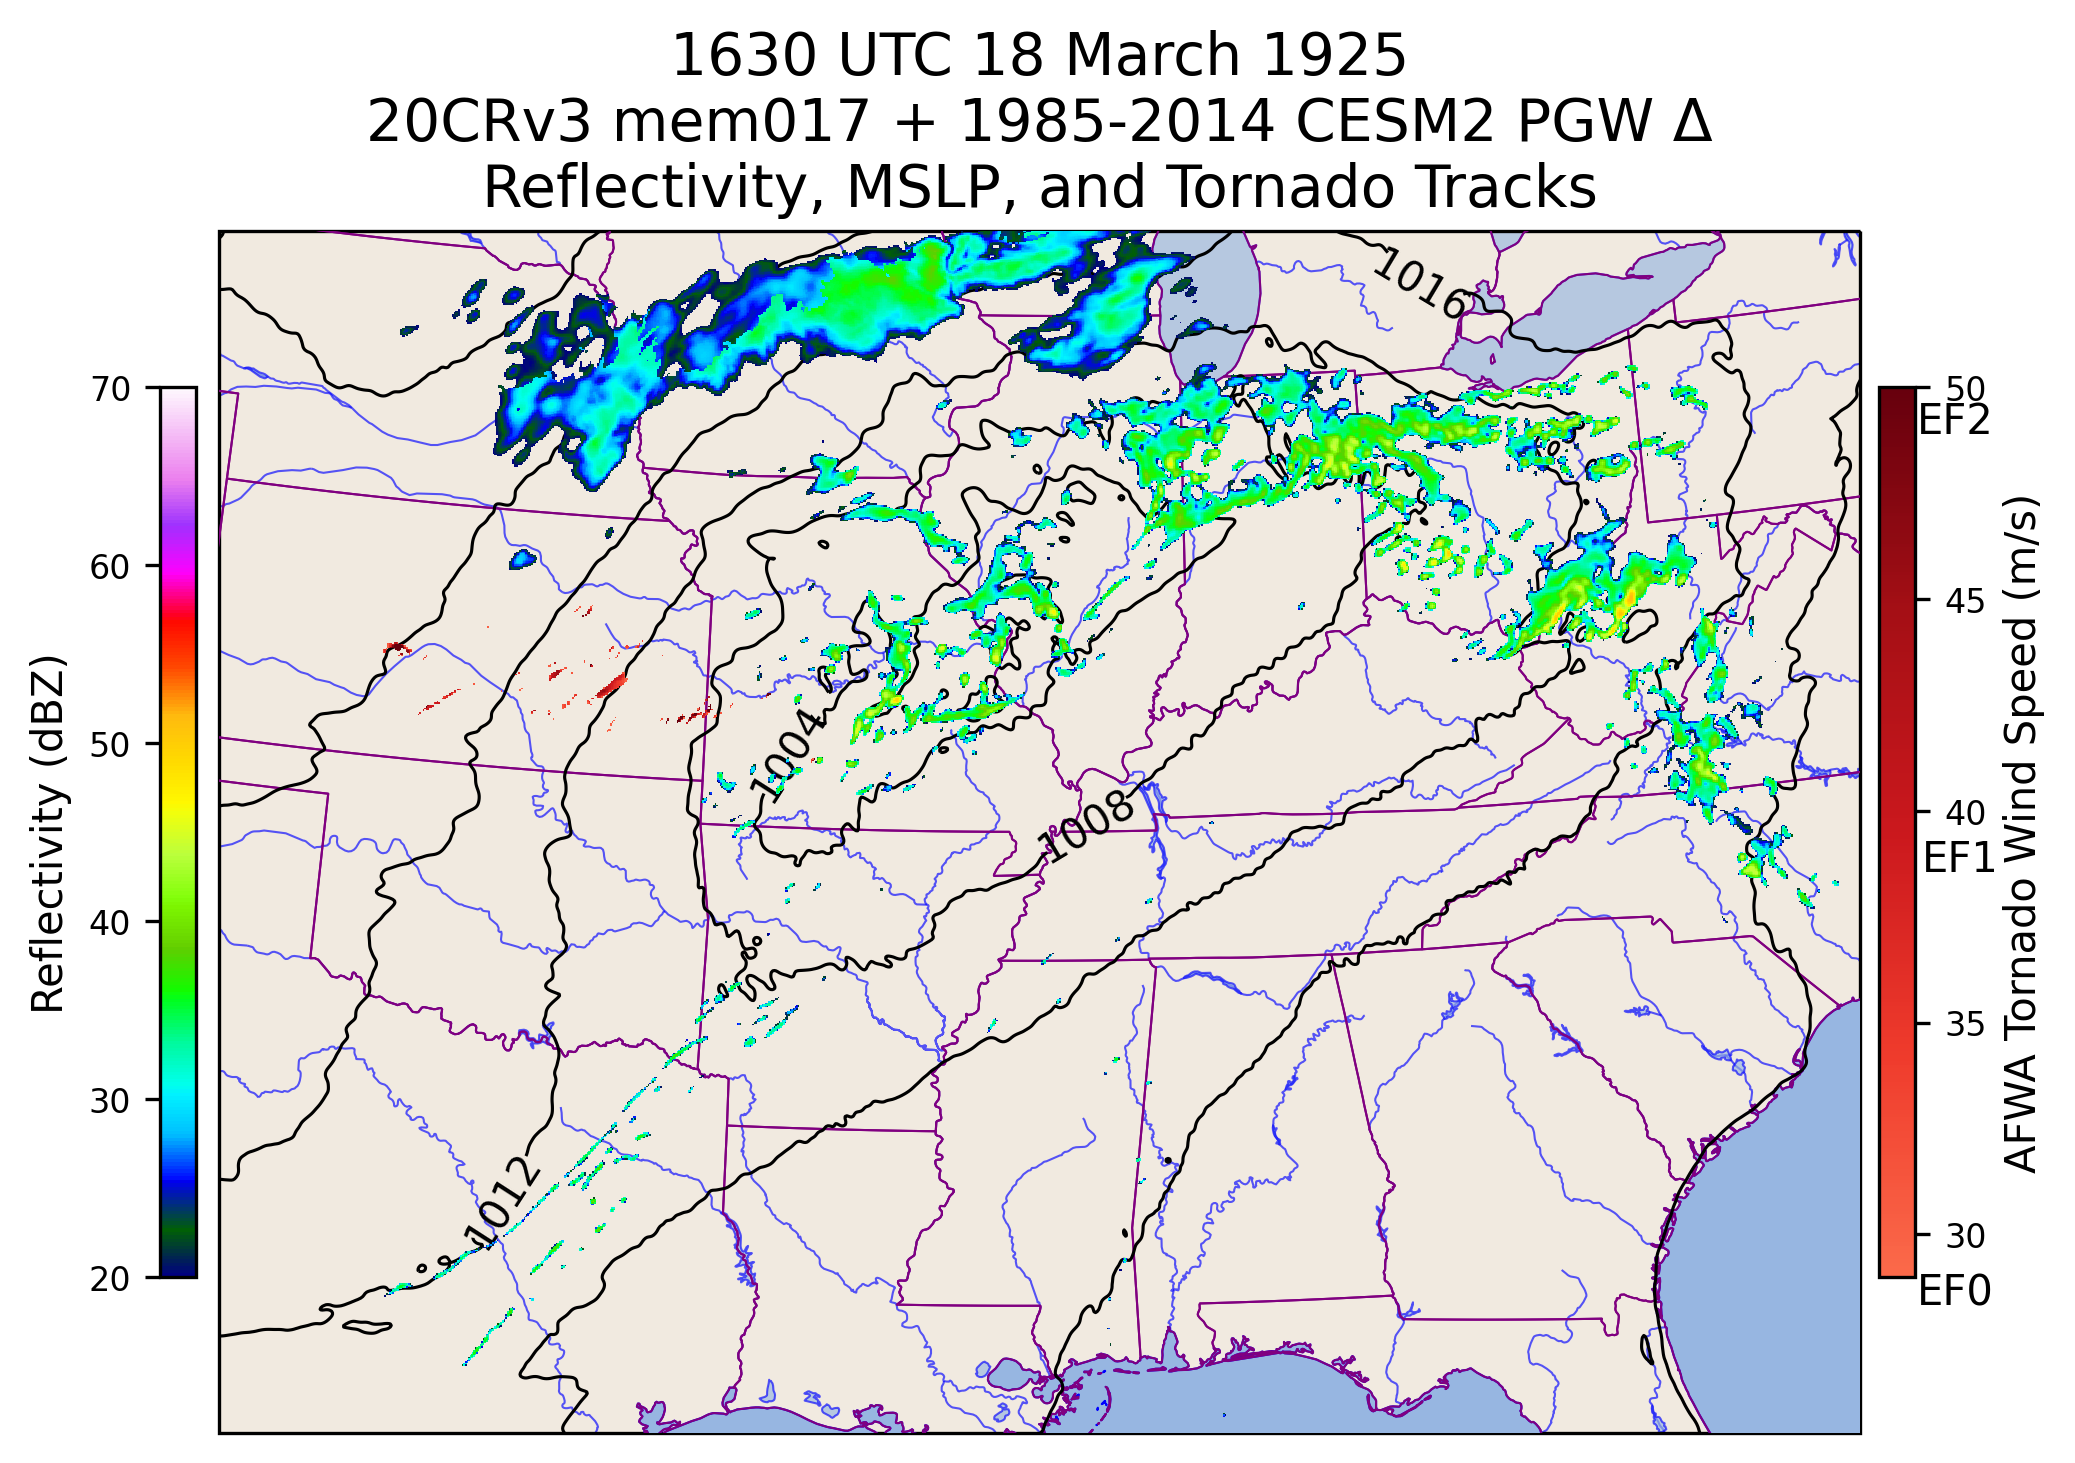 1630 UTC 18 March 1925
20CRv3 mem017 + 1985-2014 CESM2 PGW Δ
Reflectivity, MSLP, and Tornado Tracks
Reflectivity (dBZ)
70
60
50
40
30
20
1016
1004
1008
1012
50
EF2
45
40
EF1
35
30
EF0
AFWA Tornado Wind Speed (m/s)